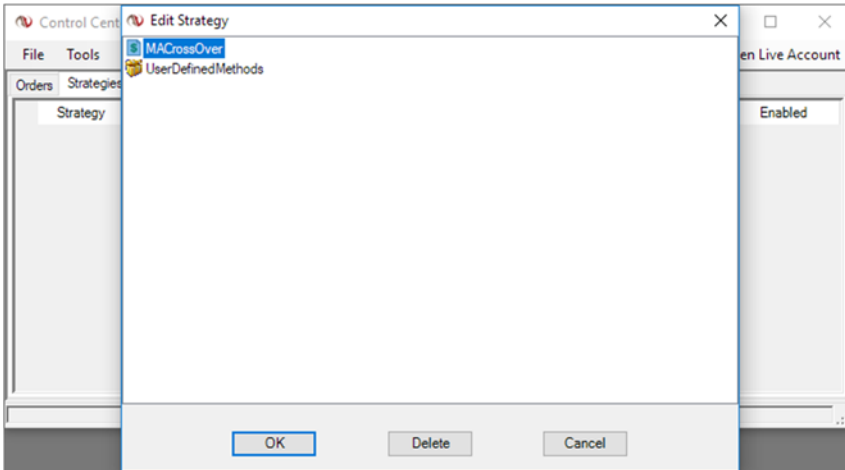 Control Cent
Edit Strategy
File Tools
en Live Account
MACrossOver
UserDefinedMethods
Orders Strategies
Strategy
Enabled
OK Delete Cancel